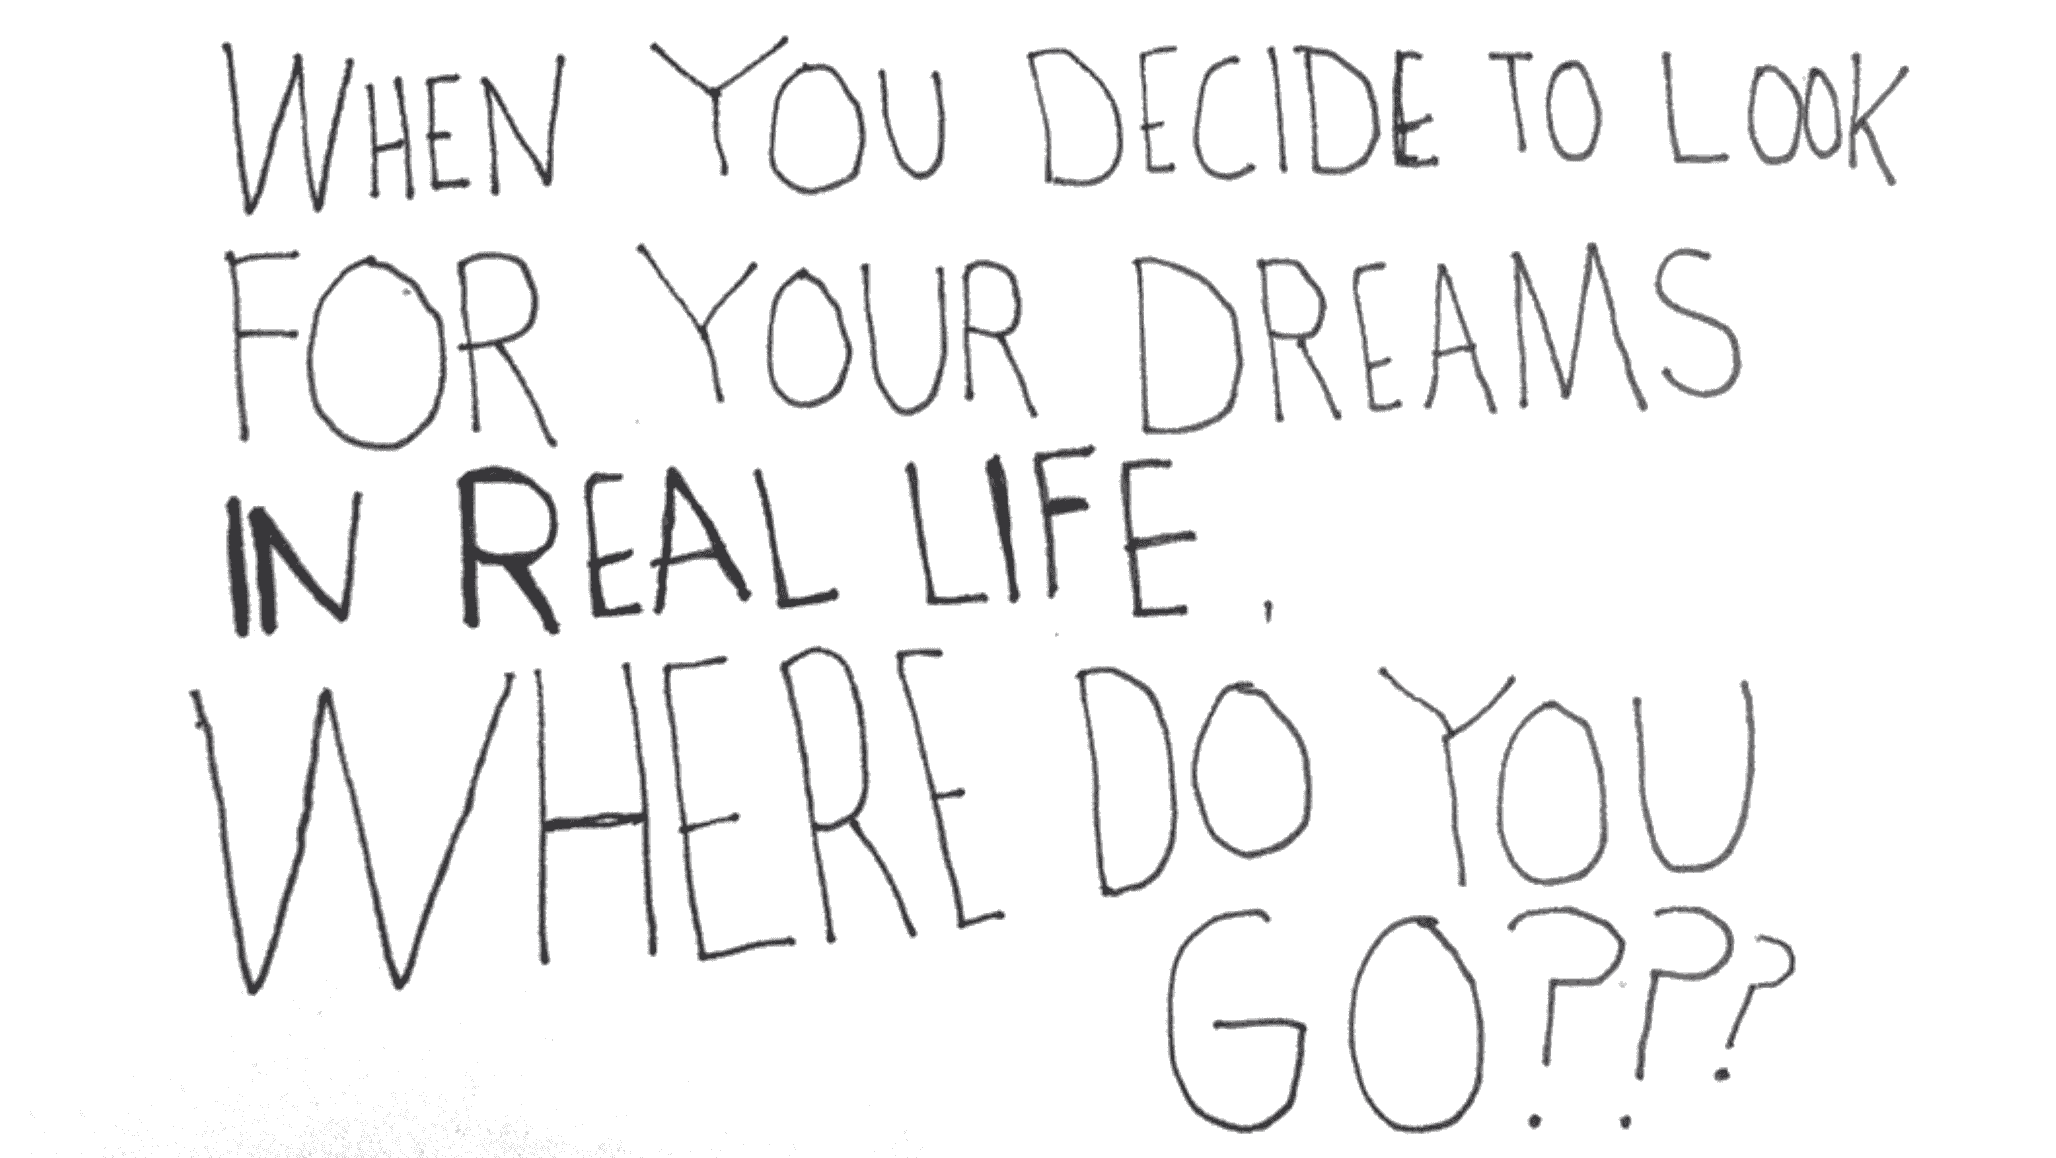 WHEN YOU DECIDE TO LOOK
FOR YOUR DREAMS
IN REAL LIFE,
WHERE DO YOU
GO???